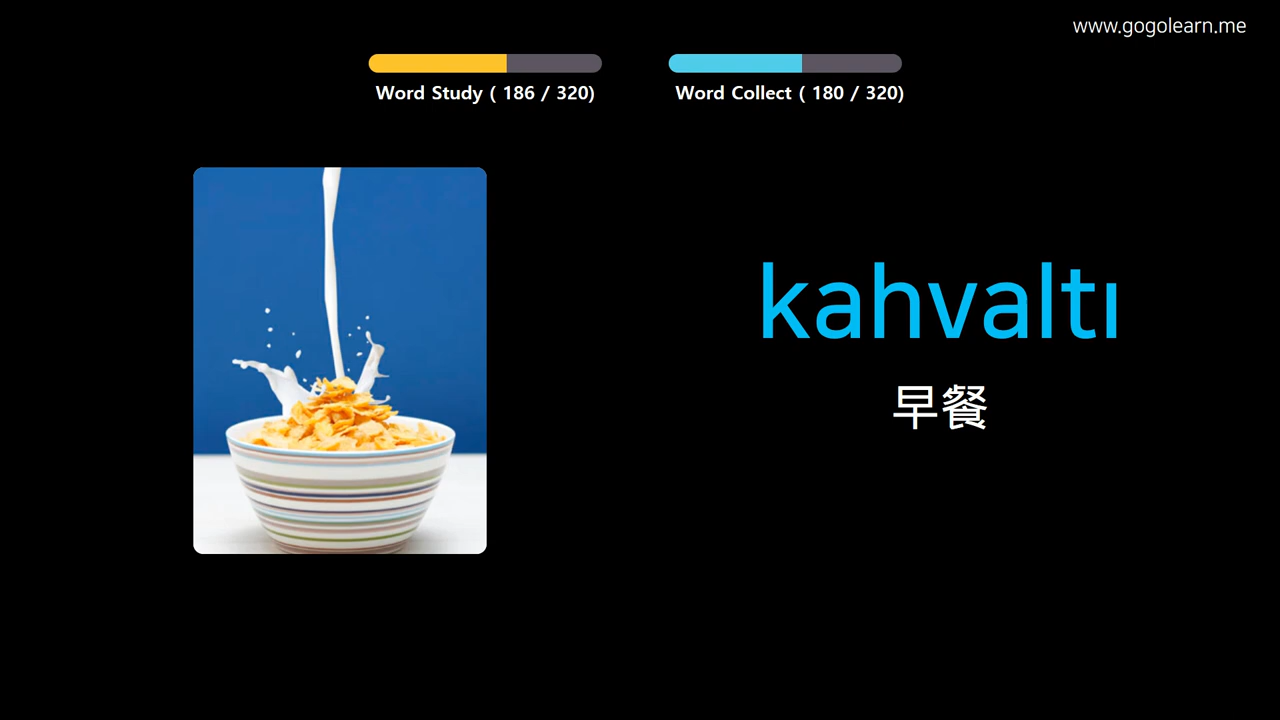 www.gogolearn.me
Word Study ( 186 / 320)
Word Collect ( 180 / 320)
kahvaltı
早餐